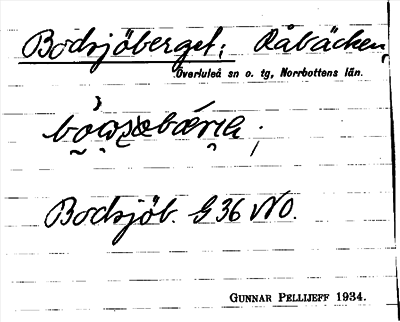 Bodsjöberget; Råbäcken,
Överluleå sn o. tg, Norrbottens län.
Bodsjöb. G 36 NO.
GUNNAR PELLIJEFF 1934.